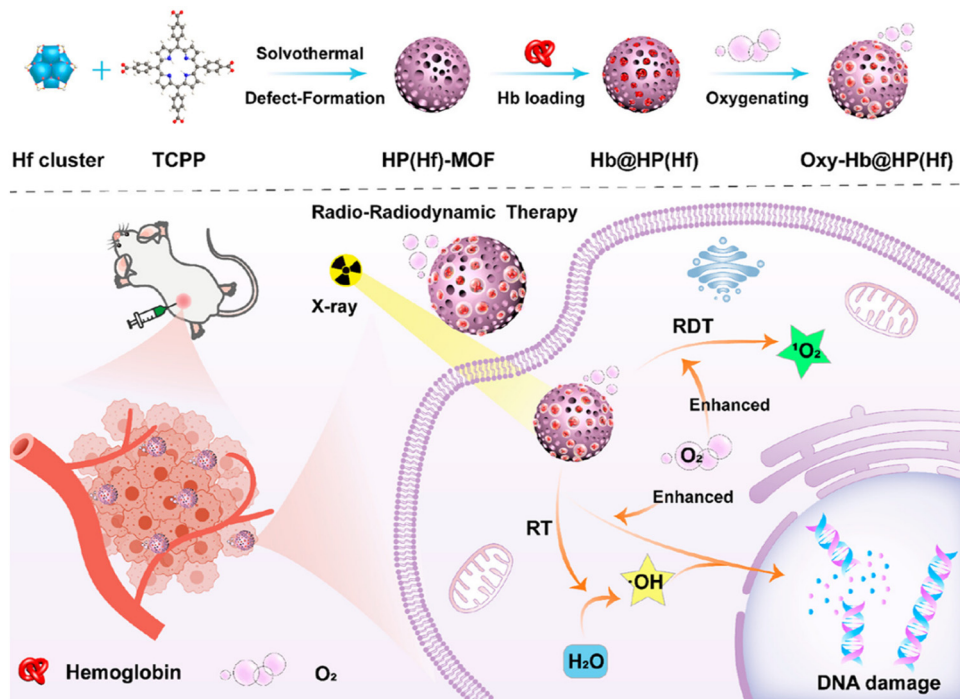 Solvothermal
Defect-Formation
Hb loading
Oxygenating
Hf cluster
TCPP
HP(Hf)-MOF
Hb@HP(Hf)
Oxy-Hb@HP(Hf)
Radio-Radiodynamic Therapy
X-ray
RDT
¹O₂
Enhanced
O₂
Enhanced
RT
·OH
H₂O
DNA damage
Hemoglobin
O₂